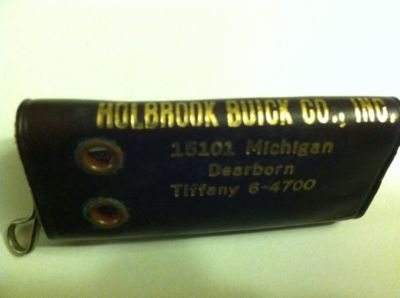 HOLBROOK BUICK CO., INC.
15101 Michigan
Dearborn
Tiffany 6-4700